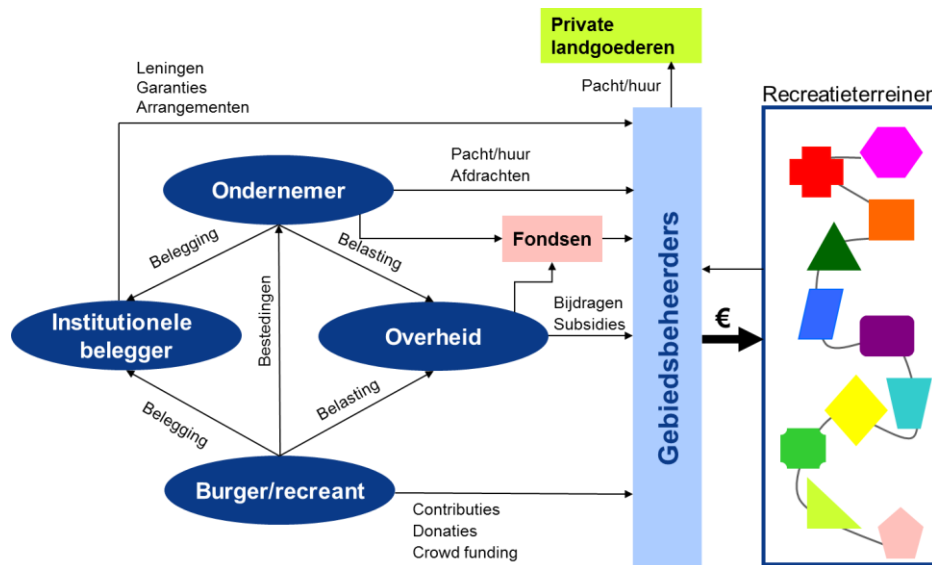 Private
landgoederen
Leningen
Garanties
Arrangementen
Pacht/huur
Recreatieterreinen
Pacht/huur
Afdrachten
Ondernemer
Fondsen
Belegging
Belasting
Bestedingen
Institutionele
belegger
Overheid
Bijdragen
Subsidies
€
Gebiedsbeheerders
Belegging
Belasting
Burger/recreant
Contributies
Donaties
Crowd funding